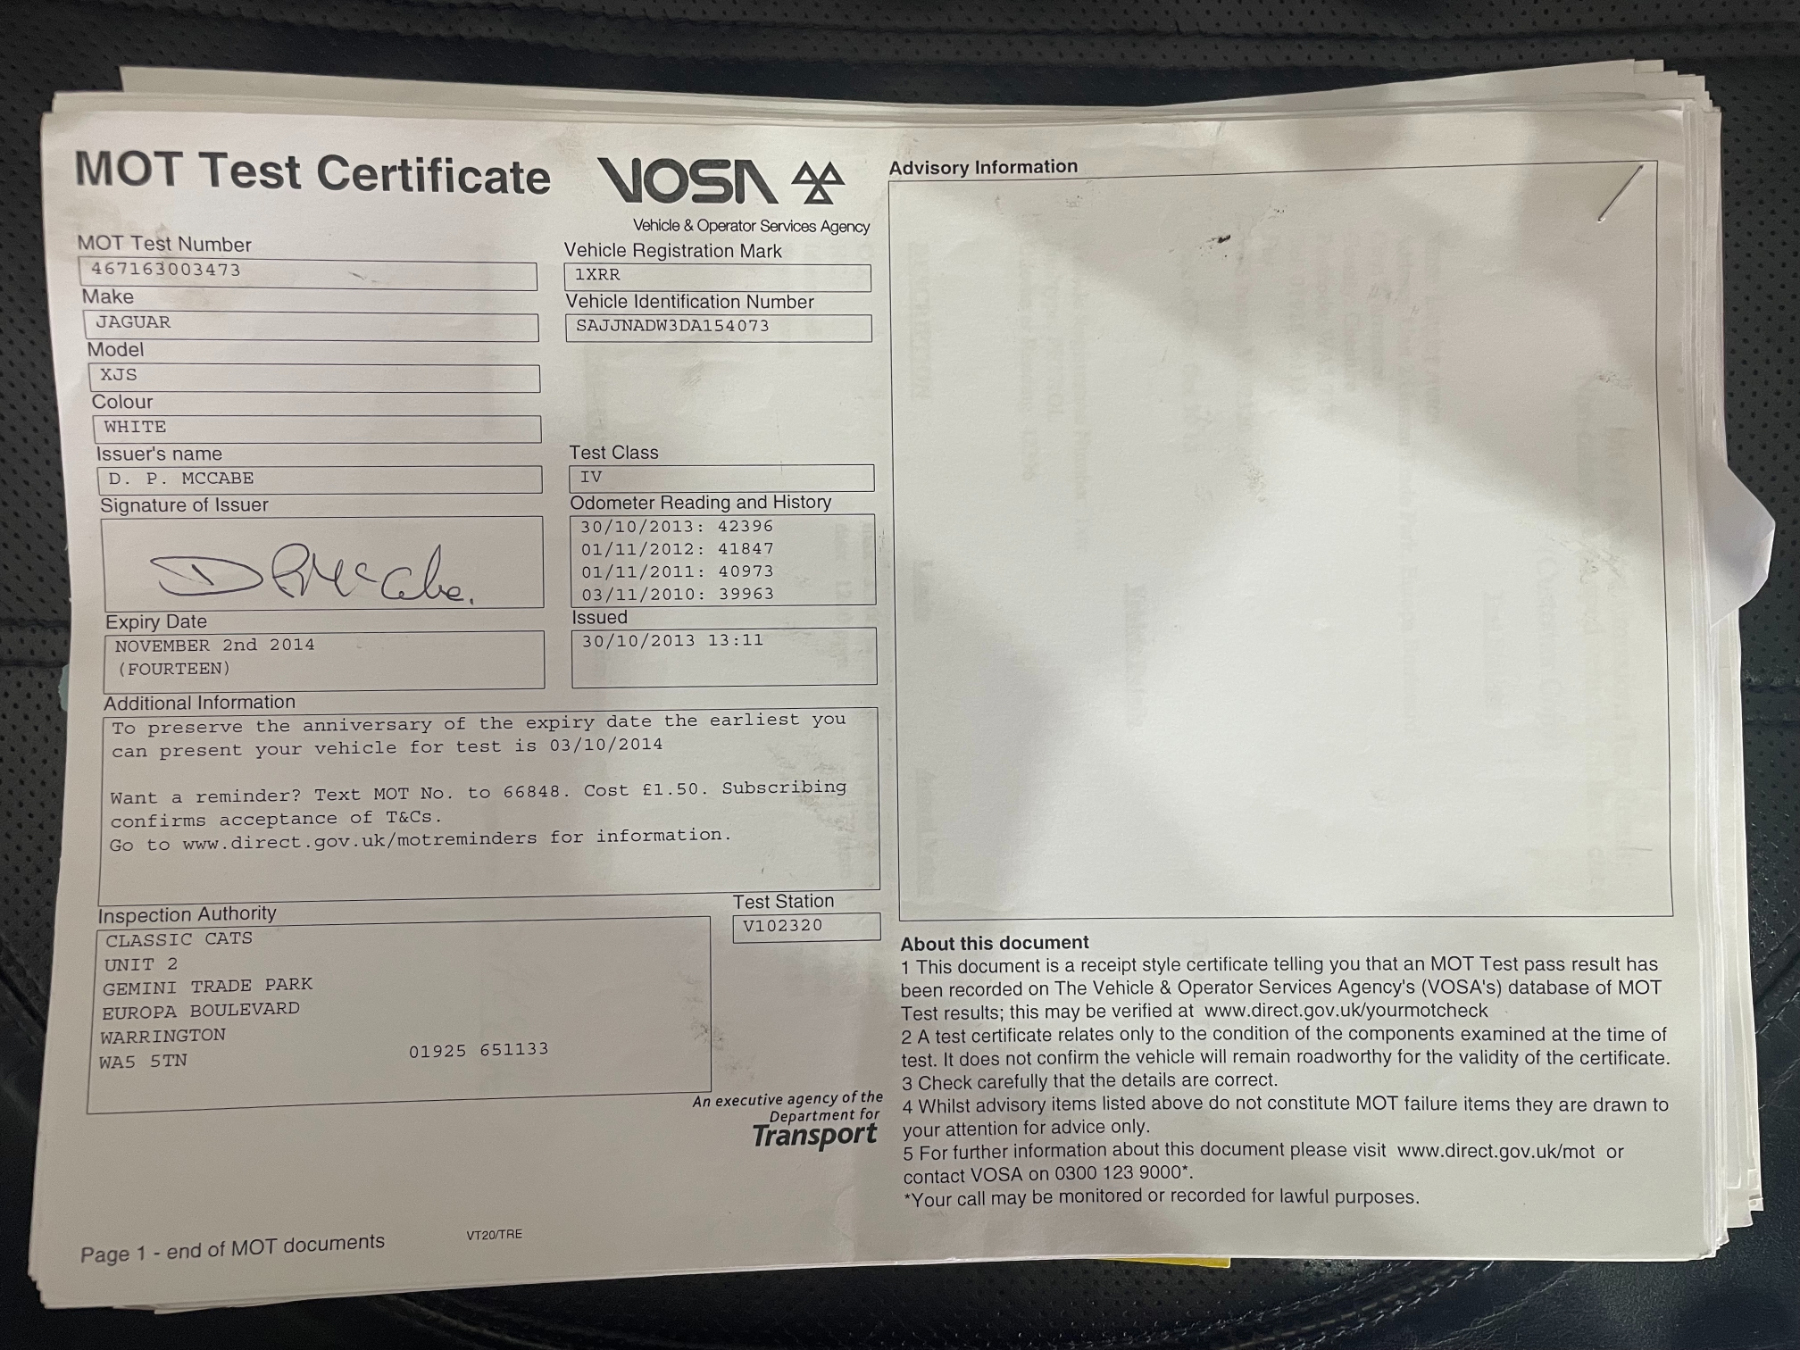 MOT Test Certificate
VOSA
Vehicle & Operator Services Agency
MOT Test Number
467163003473
Vehicle Registration Mark
1XRR
Make
JAGUAR
Vehicle Identification Number
SAJJNADW3DA154073
Model
XJS
Colour
WHITE
Issuer's name
D. P. MCCABE
Test Class
IV
Signature of Issuer
D P McCabe.
Odometer Reading and History
30/10/2013: 42396
01/11/2012: 41847
01/11/2011: 40973
03/11/2010: 39963
Expiry Date
NOVEMBER 2nd 2014
(FOURTEEN)
Issued
30/10/2013 13:11
Additional Information
To preserve the anniversary of the expiry date the earliest you
can present your vehicle for test is 03/10/2014
Want a reminder? Text MOT No. to 66848. Cost £1.50. Subscribing
confirms acceptance of T&Cs.
Go to www.direct.gov.uk/motreminders for information.
Inspection Authority
CLASSIC CATS
UNIT 2
GEMINI TRADE PARK
EUROPA BOULEVARD
WARRINGTON
WA5 5TN
01925 651133
Test Station
V102320
An executive agency of the
Department for
Transport
Page 1 - end of MOT documents
VT20/TRE
Advisory Information
About this document
1 This document is a receipt style certificate telling you that an MOT Test pass result has
been recorded on The Vehicle & Operator Services Agency's (VOSA's) database of MOT
Test results; this may be verified at www.direct.gov.uk/yourmotcheck
2 A test certificate relates only to the condition of the components examined at the time of
test. It does not confirm the vehicle will remain roadworthy for the validity of the certificate.
3 Check carefully that the details are correct.
4 Whilst advisory items listed above do not constitute MOT failure items they are drawn to
your attention for advice only.
5 For further information about this document please visit www.direct.gov.uk/mot or
contact VOSA on 0300 123 9000*.
*Your call may be monitored or recorded for lawful purposes.